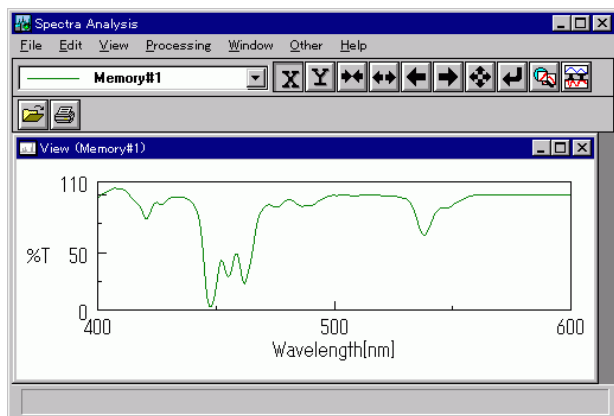 Spectra Analysis
File Edit View Processing Window Other Help
Memory#1 X Y
View (Memory#1)
110
%T 50
0
400 500 600
Wavelength[nm]